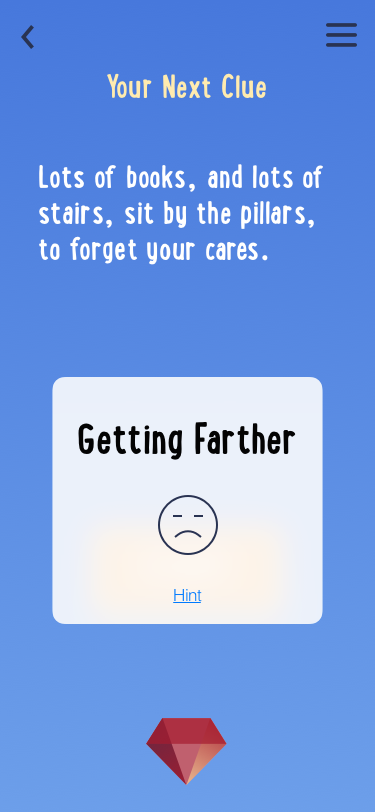 Your Next Clue
Lots of books, and lots of
stairs, sit by the pillars,
to forget your cares.
Getting Farther
Hint